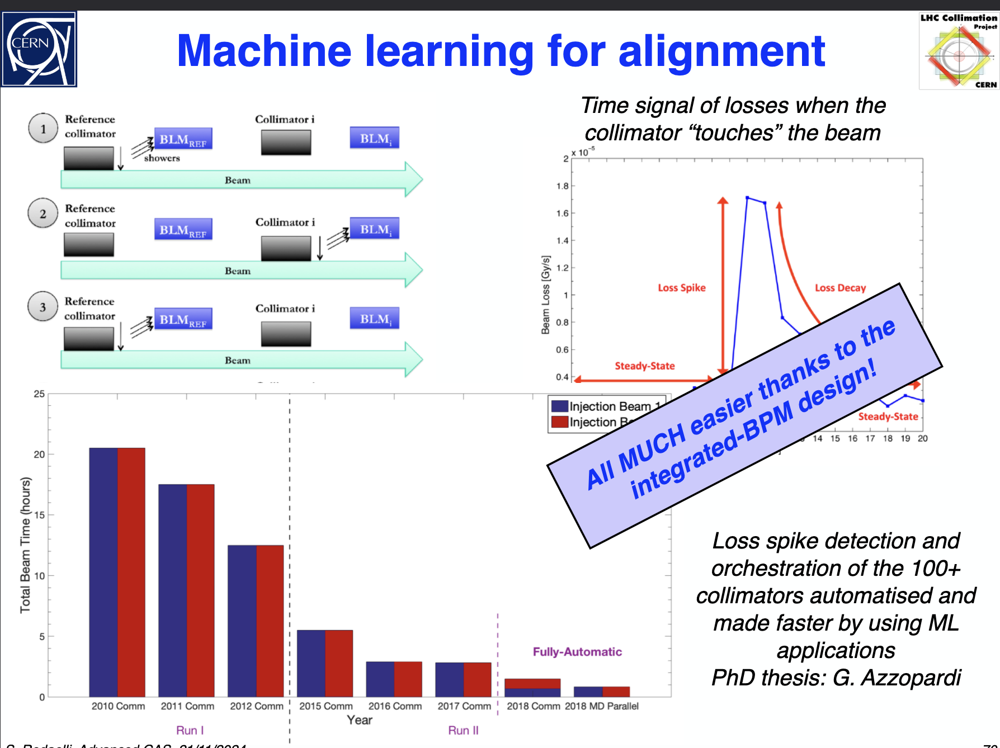 CERN
Machine learning for alignment
LHC Collimation
Project
CERN
1
Reference
collimator
BLM_REF
showers
Collimator i
BLM_i
Beam
2
Reference
collimator
BLM_REF
Collimator i
BLM_i
Beam
3
Reference
collimator
BLM_REF
Collimator i
BLM_i
Beam
Time signal of losses when the
collimator “touches” the beam
x 10⁻⁵
2
1.8
1.6
1.4
1.2
1
0.8
0.6
0.4
Beam Loss [Gy/s]
Loss Spike
Loss Decay
Steady-State
Steady-State
14 15 16 17 18 19 20
All MUCH easier thanks to the
integrated-BPM design!
25
20
15
10
5
0
Total Beam Time (hours)
Injection Beam 1
Injection
Fully-Automatic
2010 Comm 2011 Comm 2012 Comm 2015 Comm 2016 Comm 2017 Comm 2018 Comm 2018 MD Parallel
Year
Run I
Run II
Loss spike detection and
orchestration of the 100+
collimators automatised and
made faster by using ML
applications
PhD thesis: G. Azzopardi